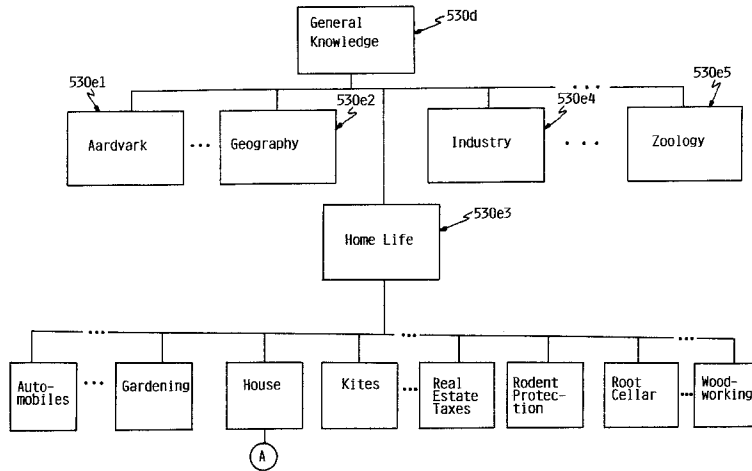 General
Knowledge
530d
530e1
530e2
530e4
530e5
Aardvark
...
Geography
Industry
...
Zoology
...
Home Life
530e3
...
...
...
Auto-
mobiles
...
Gardening
House
Kites
...
Real
Estate
Taxes
Rodent
Protec-
tion
Root
Cellar
...
Wood-
working
A